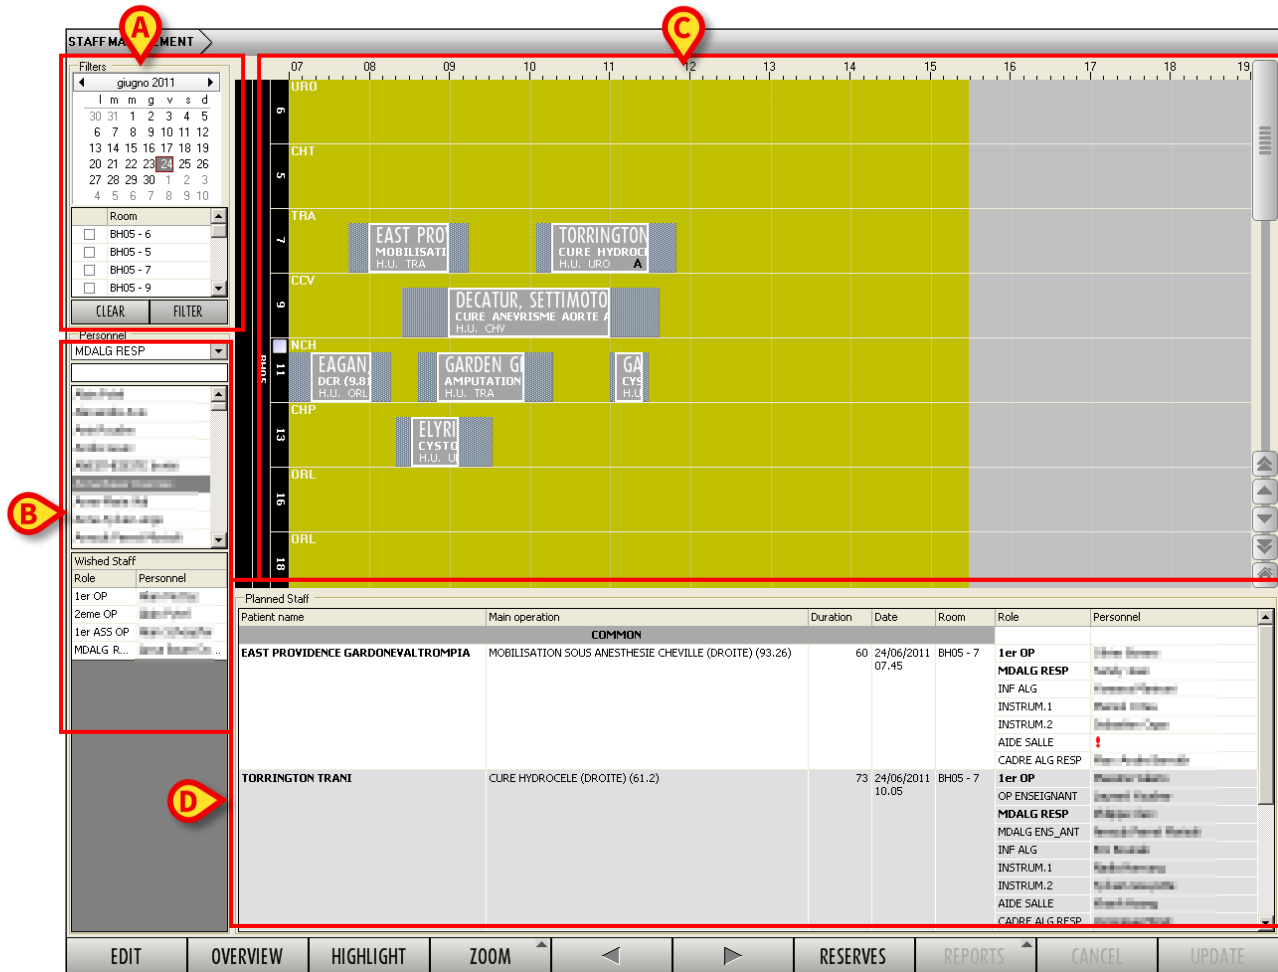 STAFF MA EMENT
A
C
Filters
giugno 2011
l m m g v s d
30 31 1 2 3 4 5
6 7 8 9 10 11 12
13 14 15 16 17 18 19
20 21 22 23 24 25 26
27 28 29 30 1 2 3
4 5 6 7 8 9 10
Room
BH05 - 6
BH05 - 5
BH05 - 7
BH05 - 9
CLEAR FILTER
07 08 09 10 11 12 13 14 15 16 17 18 19
6 URO
5 CHT
7 TRA
EAST PRO
MOBILISATI
H.U. TRA
TORRINGTON
CURE HYDROCI
H.U. URO A
9 CCV
DECATUR, SETTIMOTO
CURE ANEVRISME AORTE A
H.U. CHV
BH05
11 NCH
EAGAN,
DCR (9.81
H.U. ORL
GARDEN G
AMPUTATION
H.U. TRA
GA
CYS
H.U
13 CHP
ELYRI
CYSTO
H.U. U
16 ORL
18 ORL
Personnel
MDALG RESP
B
Wished Staff
Role Personnel
1er OP
2eme OP
1er ASS OP
MDALG R...
Planned Staff
Patient name Main operation Duration Date Room Role Personnel
COMMON
EAST PROVIDENCE GARDONEVALTROMPIA MOBILISATION SOUS ANESTHESIE CHEVILLE (DROITE) (93.26) 60 24/06/2011 BH05 - 7 1er OP
07.45 MDALG RESP
INF ALG
INSTRUM.1
INSTRUM.2
AIDE SALLE !
CADRE ALG RESP
D
TORRINGTON TRANI CURE HYDROCELE (DROITE) (61.2) 73 24/06/2011 BH05 - 7 1er OP
10.05 OP ENSEIGNANT
MDALG RESP
MDALG ENS_ANT
INF ALG
INSTRUM.1
INSTRUM.2
AIDE SALLE
CADRE ALG RESP
EDIT OVERVIEW HIGHLIGHT ZOOM RESERVES REPORTS CANCEL UPDATE